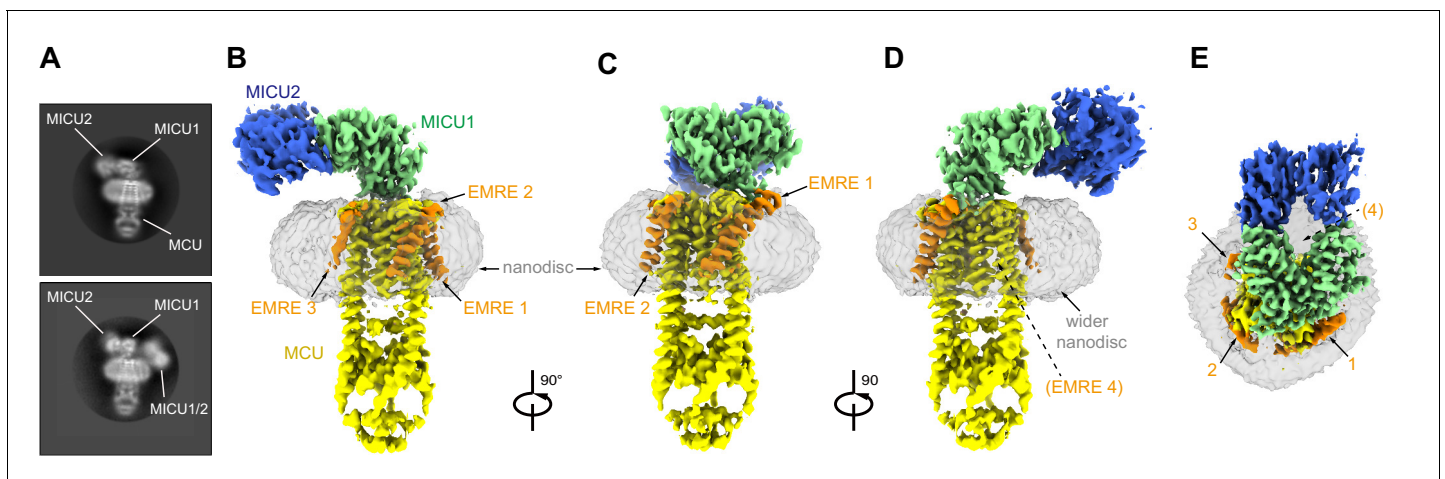 A
B
C
D
E
MICU2
MICU1
MCU
MICU2
MICU1
MICU1/2
MICU2
MICU1
EMRE 2
nanodisc
EMRE 3
EMRE 1
MCU
90°
EMRE 1
EMRE 2
90
wider
nanodisc
(EMRE 4)
3
(4)
2
1